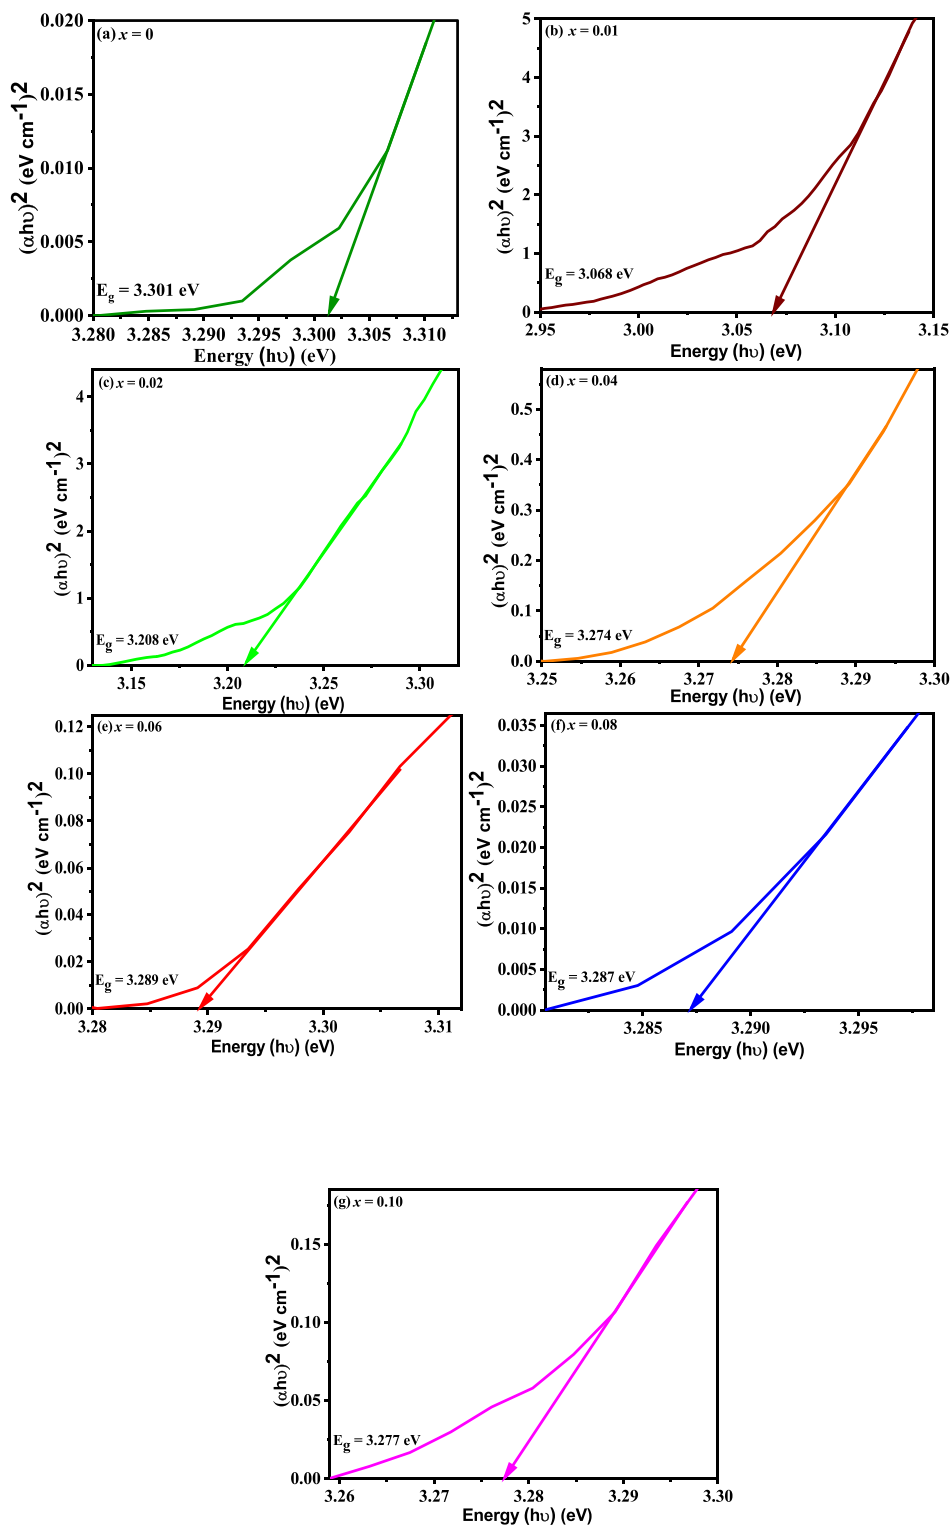 (a) x = 0
0.020
0.015
0.010
0.005
0.000
(αhυ)2 (eV cm-1)2
Eg = 3.301 eV
3.280 3.285 3.290 3.295 3.300 3.305 3.310
Energy (hυ) (eV)
(b) x = 0.01
5
4
3
2
1
0
(αhυ)2 (eV cm-1)2
Eg = 3.068 eV
2.95 3.00 3.05 3.10 3.15
Energy (hυ) (eV)
(c) x = 0.02
4
3
2
1
0
(αhυ)2 (eV cm-1)2
Eg = 3.208 eV
3.15 3.20 3.25 3.30
Energy (hυ) (eV)
(d) x = 0.04
0.5
0.4
0.3
0.2
0.1
0.0
(αhυ)2 (eV cm-1)2
Eg = 3.274 eV
3.25 3.26 3.27 3.28 3.29 3.30
Energy (hυ) (eV)
(e) x = 0.06
0.12
0.10
0.08
0.06
0.04
0.02
0.00
(αhυ)2 (eV cm-1)2
Eg = 3.289 eV
3.28 3.29 3.30 3.31
Energy (hυ) (eV)
(f) x = 0.08
0.035
0.030
0.025
0.020
0.015
0.010
0.005
0.000
(αhυ)2 (eV cm-1)2
Eg = 3.287 eV
3.285 3.290 3.295
Energy (hυ) (eV)
(g) x = 0.10
0.15
0.10
0.05
0.00
(αhυ)2 (eV cm-1)2
Eg = 3.277 eV
3.26 3.27 3.28 3.29 3.30
Energy (hυ) (eV)